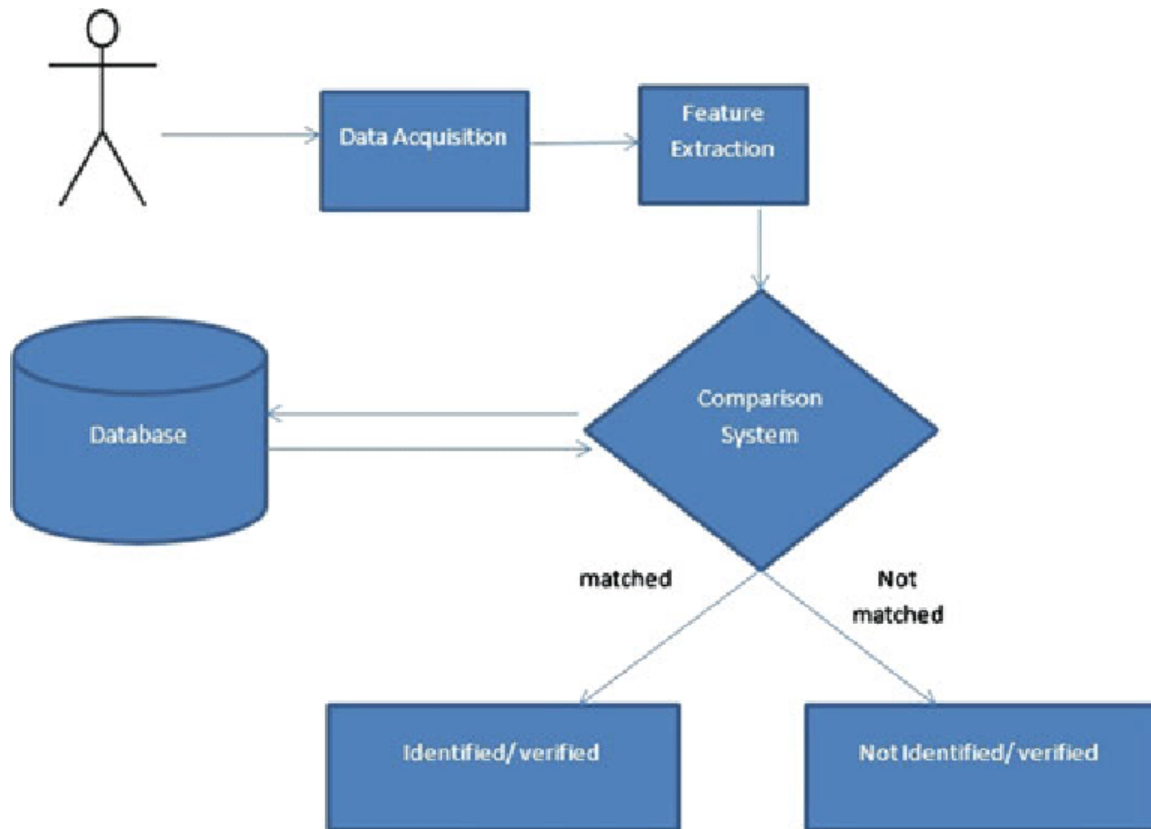 Data Acquisition
Feature
Extraction
Comparison
System
Database
matched
Not
matched
Identified/ verified
Not Identified/ verified